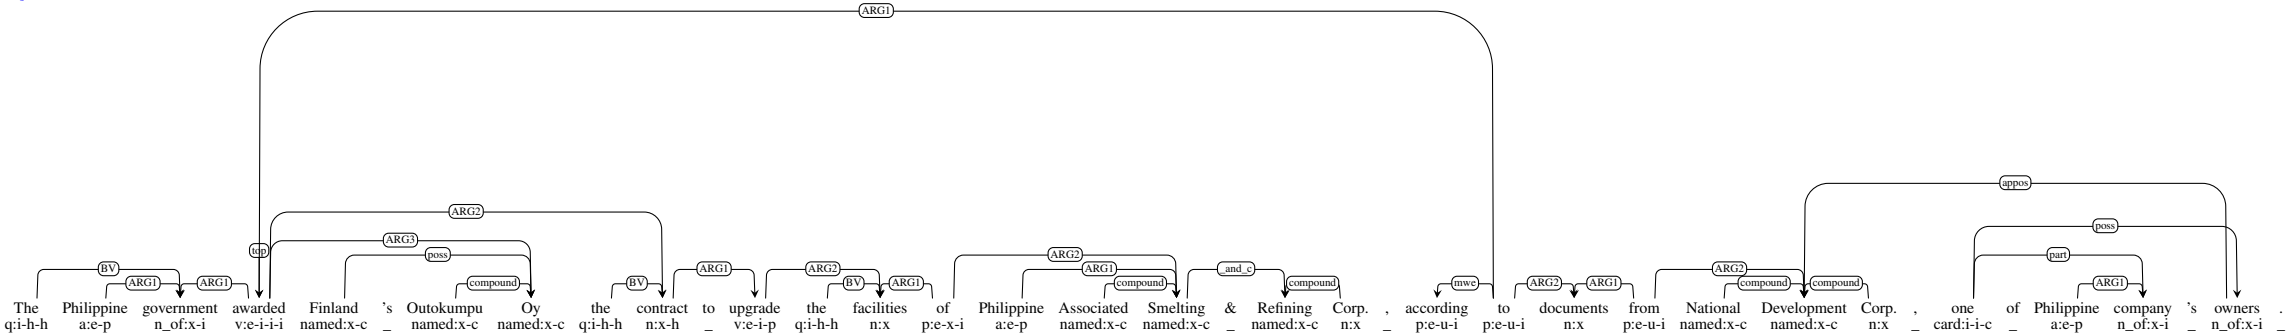 ARG1
appos
ARG2
poss
top ARG3
poss ARG2 part
BV ARG1 ARG2 ARG1 _and_c ARG2
ARG1 ARG1 compound BV BV ARG1 compound compound mwe ARG2 ARG1 compound compound ARG1
The Philippine government awarded Finland 's Outokumpu Oy the contract to upgrade the facilities of Philippine Associated Smelting & Refining Corp. , according to documents from National Development Corp. , one of Philippine company 's owners .
q:i-h-h a:e-p n_of:x-i v:e-i-i-i named:x-c _ named:x-c named:x-c q:i-h-h n:x-h _ v:e-i-p q:i-h-h n:x p:e-x-i a:e-p named:x-c named:x-c _ named:x-c n:x _ p:e-u-i p:e-u-i n:x p:e-u-i named:x-c named:x-c n:x _ card:i-i-c _ a:e-p n_of:x-i _ n_of:x-i _